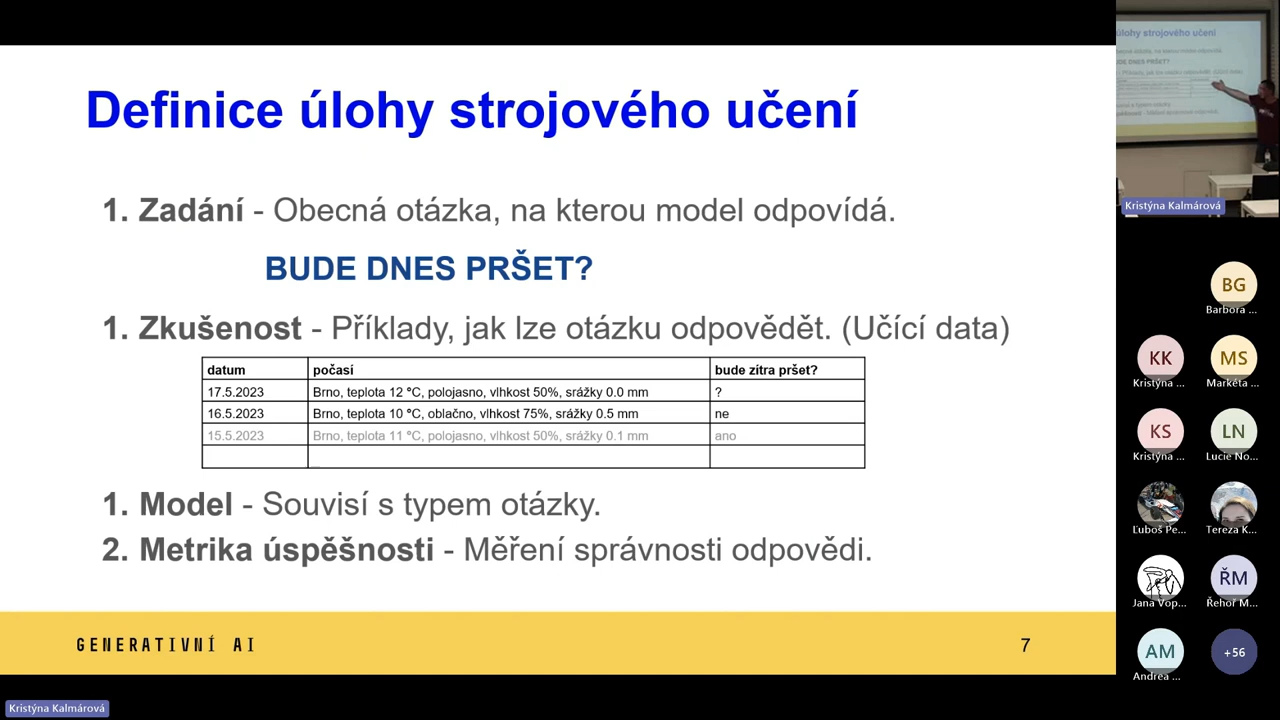 Definice úlohy strojového učení
1. Zadání - Obecná otázka, na kterou model odpovídá.
BUDE DNES PRŠET?
1. Zkušenost - Příklady, jak lze otázku odpovědět. (Učící data)
datum počasí bude zítra pršet?
17.5.2023 Brno, teplota 12 °C, polojasno, vlhkost 50%, srážky 0.0 mm ?
16.5.2023 Brno, teplota 10 °C, oblačno, vlhkost 75%, srážky 0.5 mm ne
15.5.2023 Brno, teplota 11 °C, polojasno, vlhkost 50%, srážky 0.1 mm ano
1. Model - Souvisí s typem otázky.
2. Metrika úspěšnosti - Měření správnosti odpovědi.
GENERATIVNÍ AI
7
Kristýna Kalmárová
úlohy strojového učení
Kristýna Kalmárová
BG
Barbora ...
KK MS
Kristýna ... Markéta ...
KS LN
Kristýna ... Lucie No...
Ľuboš Pe... Tereza K...
ŘM
Jana Vop... Řehoř M...
AM +56
Andrea ...